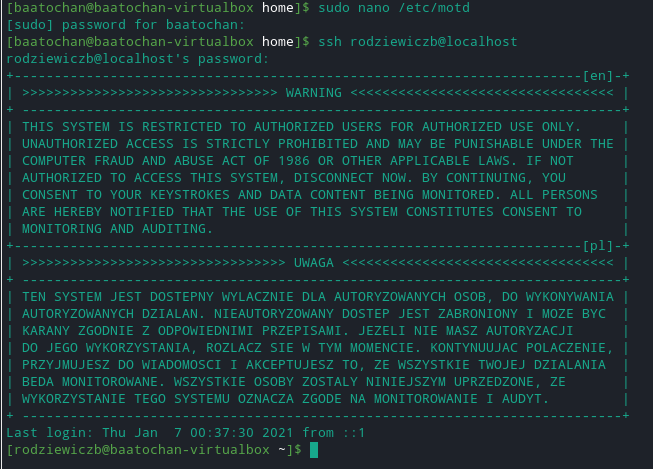 [baatochan@baatochan-virtualbox home]$ sudo nano /etc/motd
[sudo] password for baatochan:
[baatochan@baatochan-virtualbox home]$ ssh rodziewiczb@localhost
rodziewiczb@localhost's password:
+-----------------------------------------------------------------------[en]-+
| >>>>>>>>>>>>>>>>>>>>>>>>>>>>>>>> WARNING <<<<<<<<<<<<<<<<<<<<<<<<<<<<<<<<< |
+ ---------------------------------------------------------------------------+
| THIS SYSTEM IS RESTRICTED TO AUTHORIZED USERS FOR AUTHORIZED USE ONLY.     |
| UNAUTHORIZED ACCESS IS STRICTLY PROHIBITED AND MAY BE PUNISHABLE UNDER THE |
| COMPUTER FRAUD AND ABUSE ACT OF 1986 OR OTHER APPLICABLE LAWS. IF NOT      |
| AUTHORIZED TO ACCESS THIS SYSTEM, DISCONNECT NOW. BY CONTINUING, YOU       |
| CONSENT TO YOUR KEYSTROKES AND DATA CONTENT BEING MONITORED. ALL PERSONS   |
| ARE HEREBY NOTIFIED THAT THE USE OF THIS SYSTEM CONSTITUTES CONSENT TO     |
| MONITORING AND AUDITING.                                                   |
+-----------------------------------------------------------------------[pl]-+
| >>>>>>>>>>>>>>>>>>>>>>>>>>>>>>>>> UWAGA <<<<<<<<<<<<<<<<<<<<<<<<<<<<<<<<<< |
+ ---------------------------------------------------------------------------+
| TEN SYSTEM JEST DOSTEPNY WYLACZNIE DLA AUTORYZOWANYCH OSOB, DO WYKONYWANIA |
| AUTORYZOWANYCH DZIALAN. NIEAUTORYZOWANY DOSTEP JEST ZABRONIONY I MOZE BYC  |
| KARANY ZGODNIE Z ODPOWIEDNIMI PRZEPISAMI. JEZELI NIE MASZ AUTORYZACJI      |
| DO JEGO WYKORZYSTANIA, ROZLACZ SIE W TYM MOMENCIE. KONTYNUUJAC POLACZENIE, |
| PRZYJMUJESZ DO WIADOMOSCI I AKCEPTUJESZ TO, ZE WSZYSTKIE TWOJEJ DZIALANIA  |
| BEDA MONITOROWANE. WSZYSTKIE OSOBY ZOSTALY NINIEJSZYM UPRZEDZONE, ZE       |
| WYKORZYSTANIE TEGO SYSTEMU OZNACZA ZGODE NA MONITOROWANIE I AUDYT.         |
+ ---------------------------------------------------------------------------+
Last login: Thu Jan  7 00:37:30 2021 from ::1
[rodziewiczb@baatochan-virtualbox ~]$